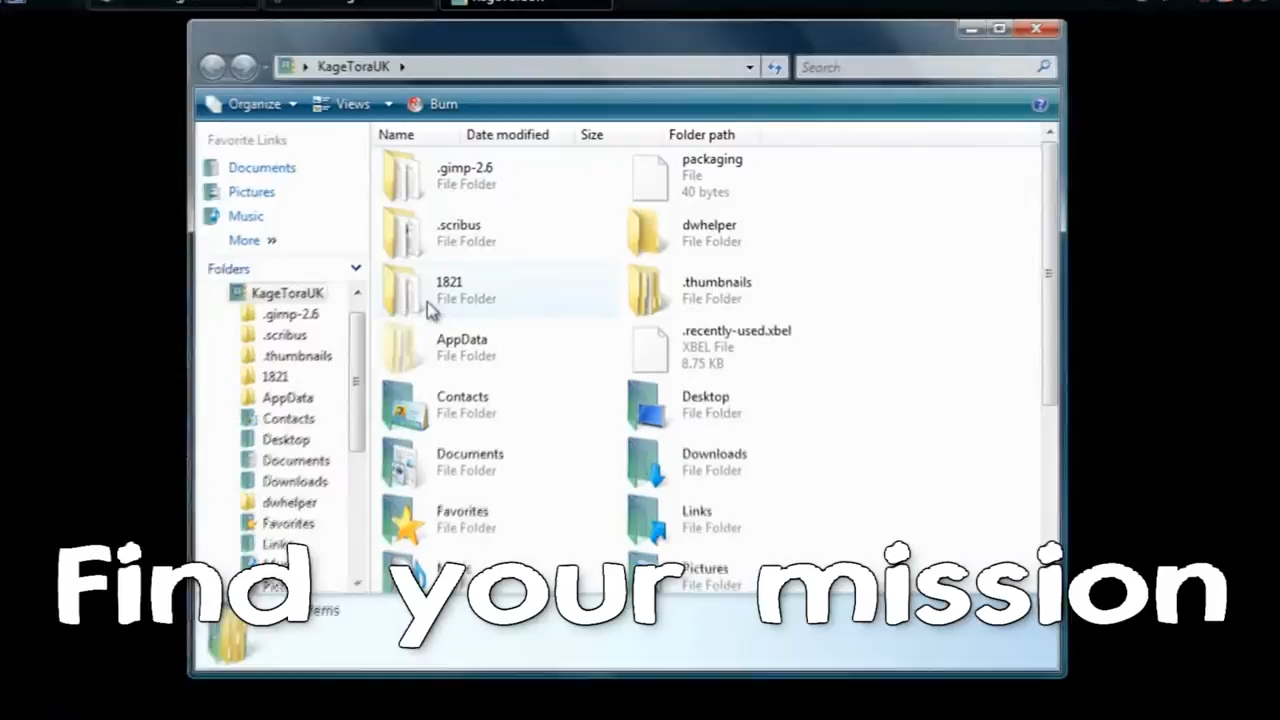 KageToraUK
Search
Organize
Views
Burn
Favorite Links
Documents
Pictures
Music
More »
Folders
KageToraUK
.gimp-2.6
.scribus
.thumbnails
1821
AppData
Contacts
Desktop
Documents
Downloads
dwhelper
Favorites
Name
Date modified
Size
Folder path
.gimp-2.6
File Folder
packaging
File
40 bytes
.scribus
File Folder
dwhelper
File Folder
1821
File Folder
.thumbnails
File Folder
AppData
File Folder
.recently-used.xbel
XBEL File
8.75 KB
Contacts
File Folder
Desktop
File Folder
Documents
File Folder
Downloads
File Folder
Favorites
File Folder
Links
File Folder
Pictures
File Folder
Find your mission